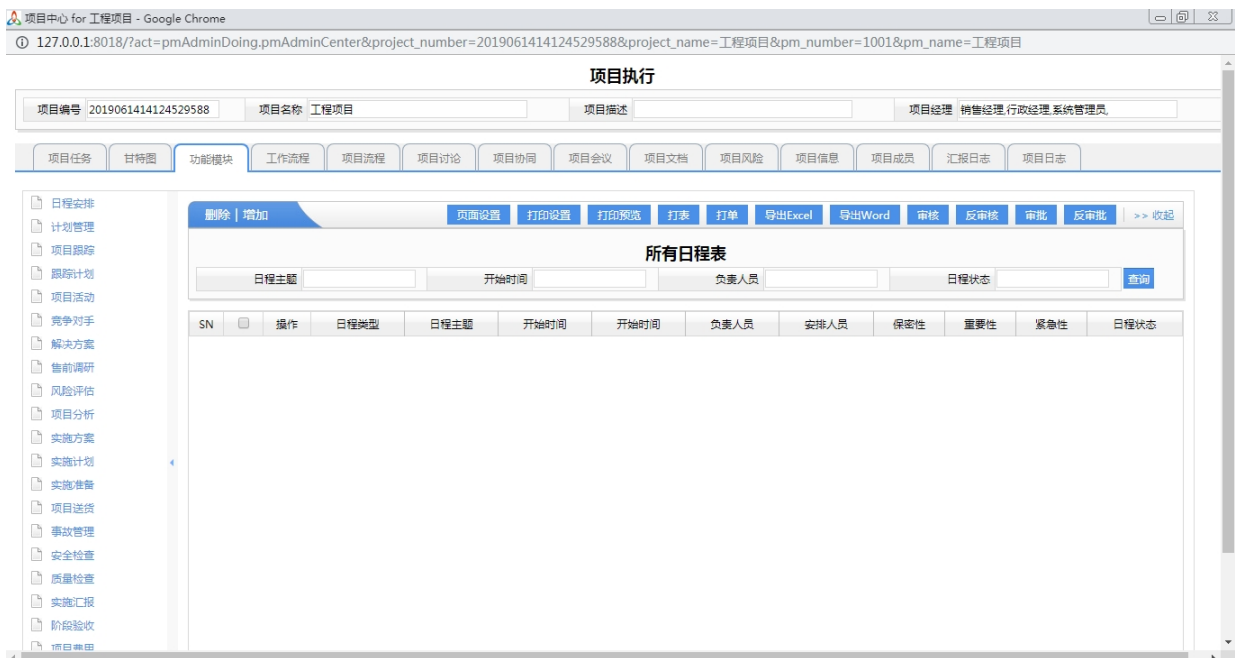 项目中心 for 工程项目 - Google Chrome
127.0.0.1:8018/?act=pmAdminDoing.pmAdminCenter&project_number=2019061414124529588&project_name=工程项目&pm_number=1001&pm_name=工程项目
项目执行
项目编号 2019061414124529588 项目名称 工程项目 项目描述 项目经理 销售经理,行政经理,系统管理员,
项目任务 甘特图 功能模块 工作流程 项目流程 项目讨论 项目协同 项目会议 项目文档 项目风险 项目信息 项目成员 汇报日志 项目日志
日程安排
计划管理
项目跟踪
跟踪计划
项目活动
竞争对手
解决方案
售前调研
风险评估
项目分析
实施方案
实施计划
实施准备
项目送货
事故管理
安全检查
质量检查
实施汇报
阶段验收
项目费用
删除 | 增加 页面设置 打印设置 打印预览 打表 打单 导出Excel 导出Word 审核 反审核 审批 反审批 >> 收起
所有日程表
日程主题 开始时间 负责人员 日程状态 查询
SN 操作 日程类型 日程主题 开始时间 开始时间 负责人员 安排人员 保密性 重要性 紧急性 日程状态